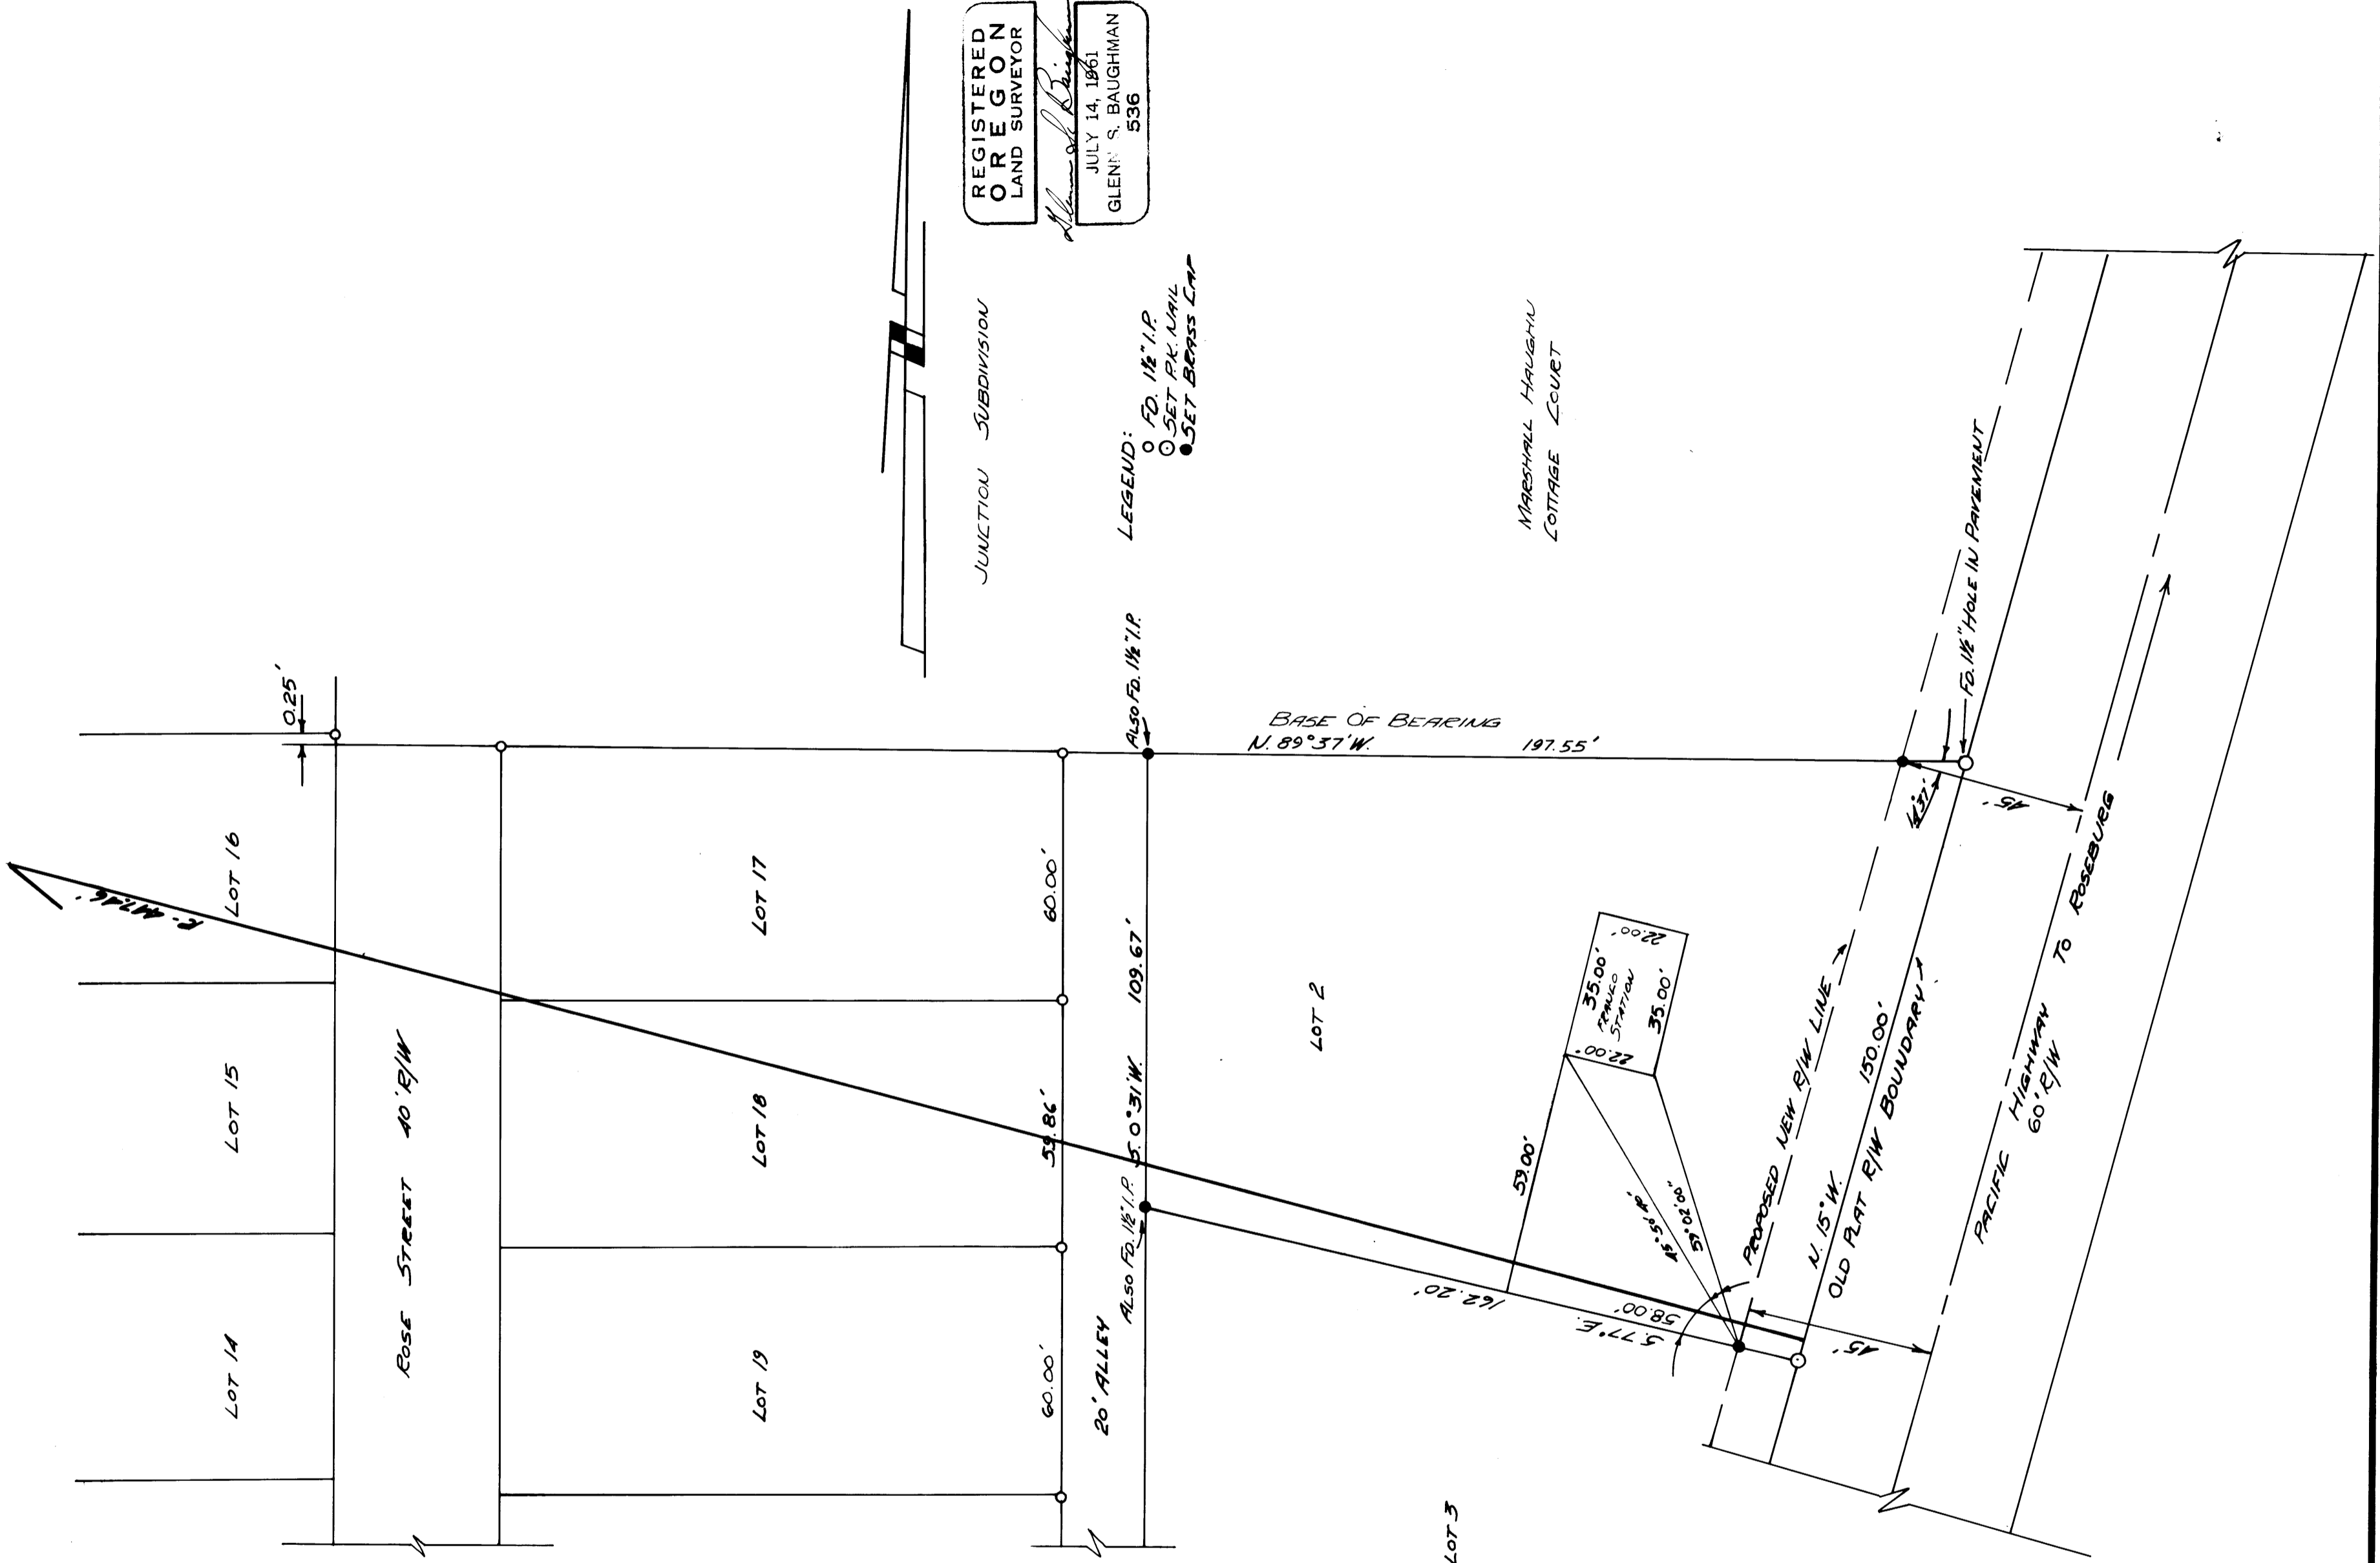 REGISTERED
OREGON
LAND SURVEYOR
JULY 14, 1961
GLENN S. BAUGHMAN
536
JUNCTION SUBDIVISION
LEGEND:
FD. 1½" I.P.
SET P.K. NAIL
SET BRASS CAP
MARSHALL HAUGHN
COTTAGE COURT
0.25'
LOT 16
LOT 15
LOT 14
ROSE STREET 40' R/W
LOT 17
LOT 18
LOT 19
60.00'
59.86'
60.00'
20' ALLEY
ALSO FD. 1½" I.P.
S. 0° 31' W. 109.67'
ALSO FD. 1½" I.P.
BASE OF BEARING
N. 89° 37' W. 197.55'
LOT 2
LOT 3
35.00'
STATION
35.00'
22.00'
22.00'
59.00'
162.20'
58.00'
S. 77° E.
59° 02' 00"
PROPOSED NEW R/W LINE
N. 15° W. 150.00'
OLD PLAT R/W BOUNDARY
45'
45'
FD. 1½" HOLE IN PAVEMENT
PACIFIC HIGHWAY TO ROSEBURG
60' R/W